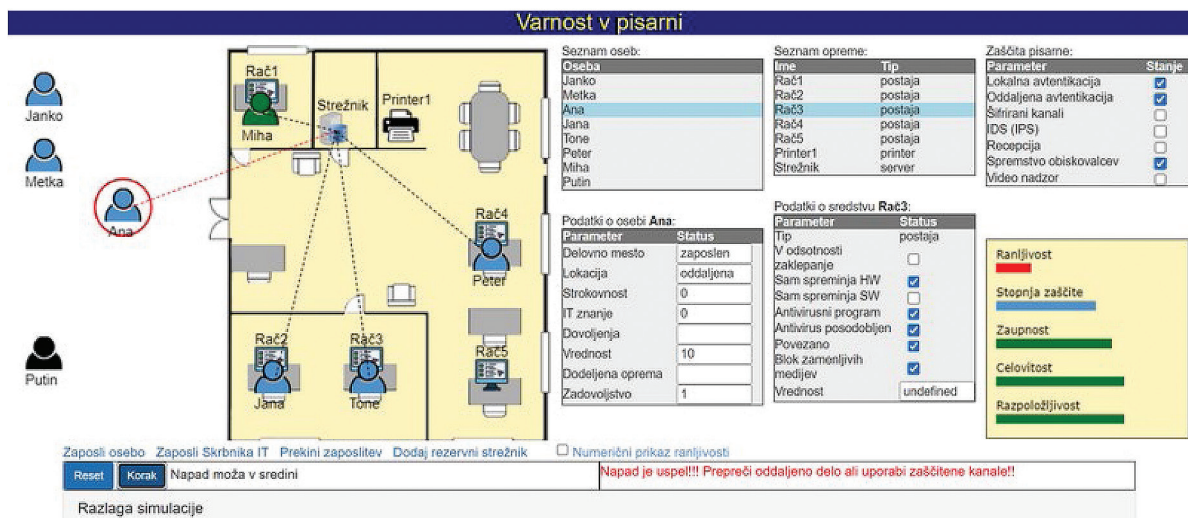 Varnost v pisarni
Janko
Metka
Ana
Putin
Rač1
Miha
Strežnik
Printer1
Rač4
Peter
Rač2
Jana
Rač3
Tone
Rač5
Seznam oseb:
Oseba
Janko
Metka
Ana
Jana
Tone
Peter
Miha
Putin
Seznam opreme:
Ime Tip
Rač1 postaja
Rač2 postaja
Rač3 postaja
Rač4 postaja
Rač5 postaja
Printer1 printer
Strežnik server
Zaščita pisarne:
Parameter Stanje
Lokalna avtentikacija
Oddaljena avtentikacija
Šifrirani kanali
IDS (IPS)
Recepcija
Spremstvo obiskovalcev
Video nadzor
Podatki o osebi Ana:
Parameter Status
Delovno mesto zaposlen
Lokacija oddaljena
Strokovnost 0
IT znanje 0
Dovoljenja
Vrednost 10
Dodeljena oprema
Zadovoljstvo 1
Podatki o sredstvu Rač3:
Parameter Status
Tip postaja
V odsotnosti
zaklepanje
Sam spreminja HW
Sam spreminja SW
Antivirusni program
Antivirus posodobljen
Povezano
Blok zamenljivih
medijev
Vrednost undefined
Ranljivost
Stopnja zaščite
Zaupnost
Celovitost
Razpoložljivost
Zaposli osebo Zaposli Skrbnika IT Prekini zaposlitev Dodaj rezervni strežnik Numerični prikaz ranljivosti
Reset Korak Napad moža v sredini Napad je uspel!!! Prepreči oddaljeno delo ali uporabi zaščitene kanale!!
Razlaga simulacije